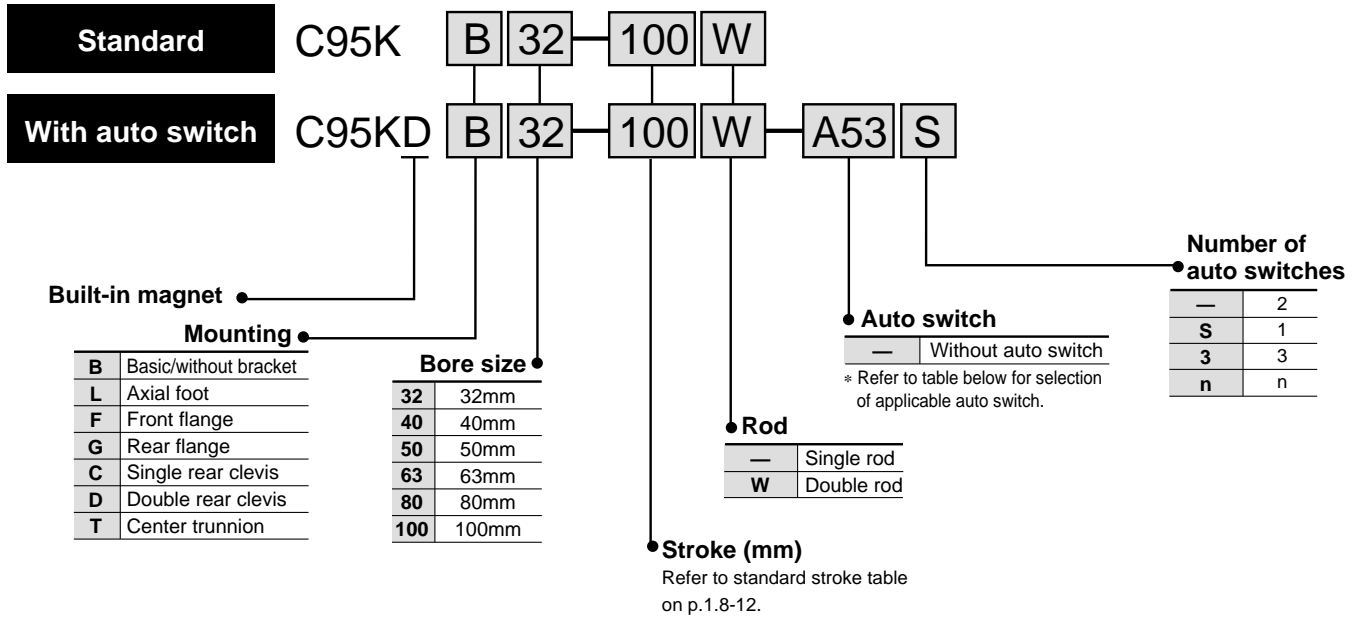 Standard C95K B 32 — 100 W
With auto switch C95KD B 32 — 100 W — A53 S
Built-in magnet
Mounting
B Basic/without bracket
L Axial foot
F Front flange
G Rear flange
C Single rear clevis
D Double rear clevis
T Center trunnion
Bore size
32 32mm
40 40mm
50 50mm
63 63mm
80 80mm
100 100mm
Stroke (mm)
Refer to standard stroke table
on p.1.8-12.
Rod
— Single rod
W Double rod
Auto switch
— Without auto switch
∗ Refer to table below for selection
of applicable auto switch.
Number of
auto switches
— 2
S 1
3 3
n n